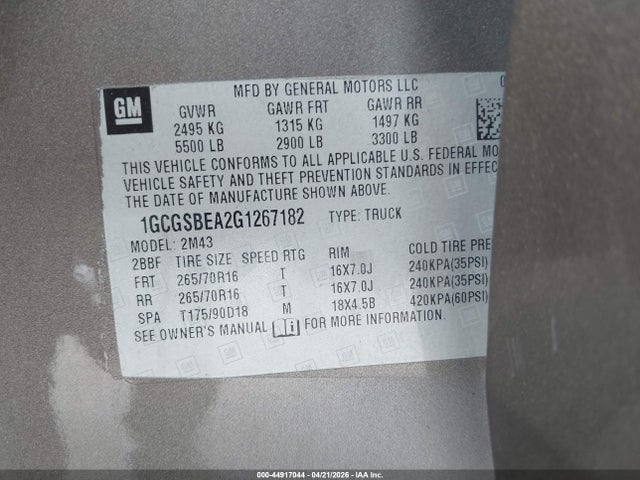 MFD BY GENERAL MOTORS LLC
GM
GVWR GAWR FRT GAWR RR
2495 KG 1315 KG 1497 KG
5500 LB 2900 LB 3300 LB
THIS VEHICLE CONFORMS TO ALL APPLICABLE U.S. FEDERAL MO
VEHICLE SAFETY AND THEFT PREVENTION STANDARDS IN EFFEC
THE DATE OF MANUFACTURE SHOWN ABOVE.
1GCGSBEA2G1267182 TYPE: TRUCK
MODEL: 2M43
2BBF TIRE SIZE SPEED RTG RIM COLD TIRE PRE
FRT 265/70R16 T 16X7.0J 240KPA(35PSI)
RR 265/70R16 T 16X7.0J 240KPA(35PSI)
SPA T175/90D18 M 18X4.5B 420KPA(60PSI)
SEE OWNER'S MANUAL i FOR MORE INFORMATION.
000-44917044 | 04/21/2026 | IAA Inc.